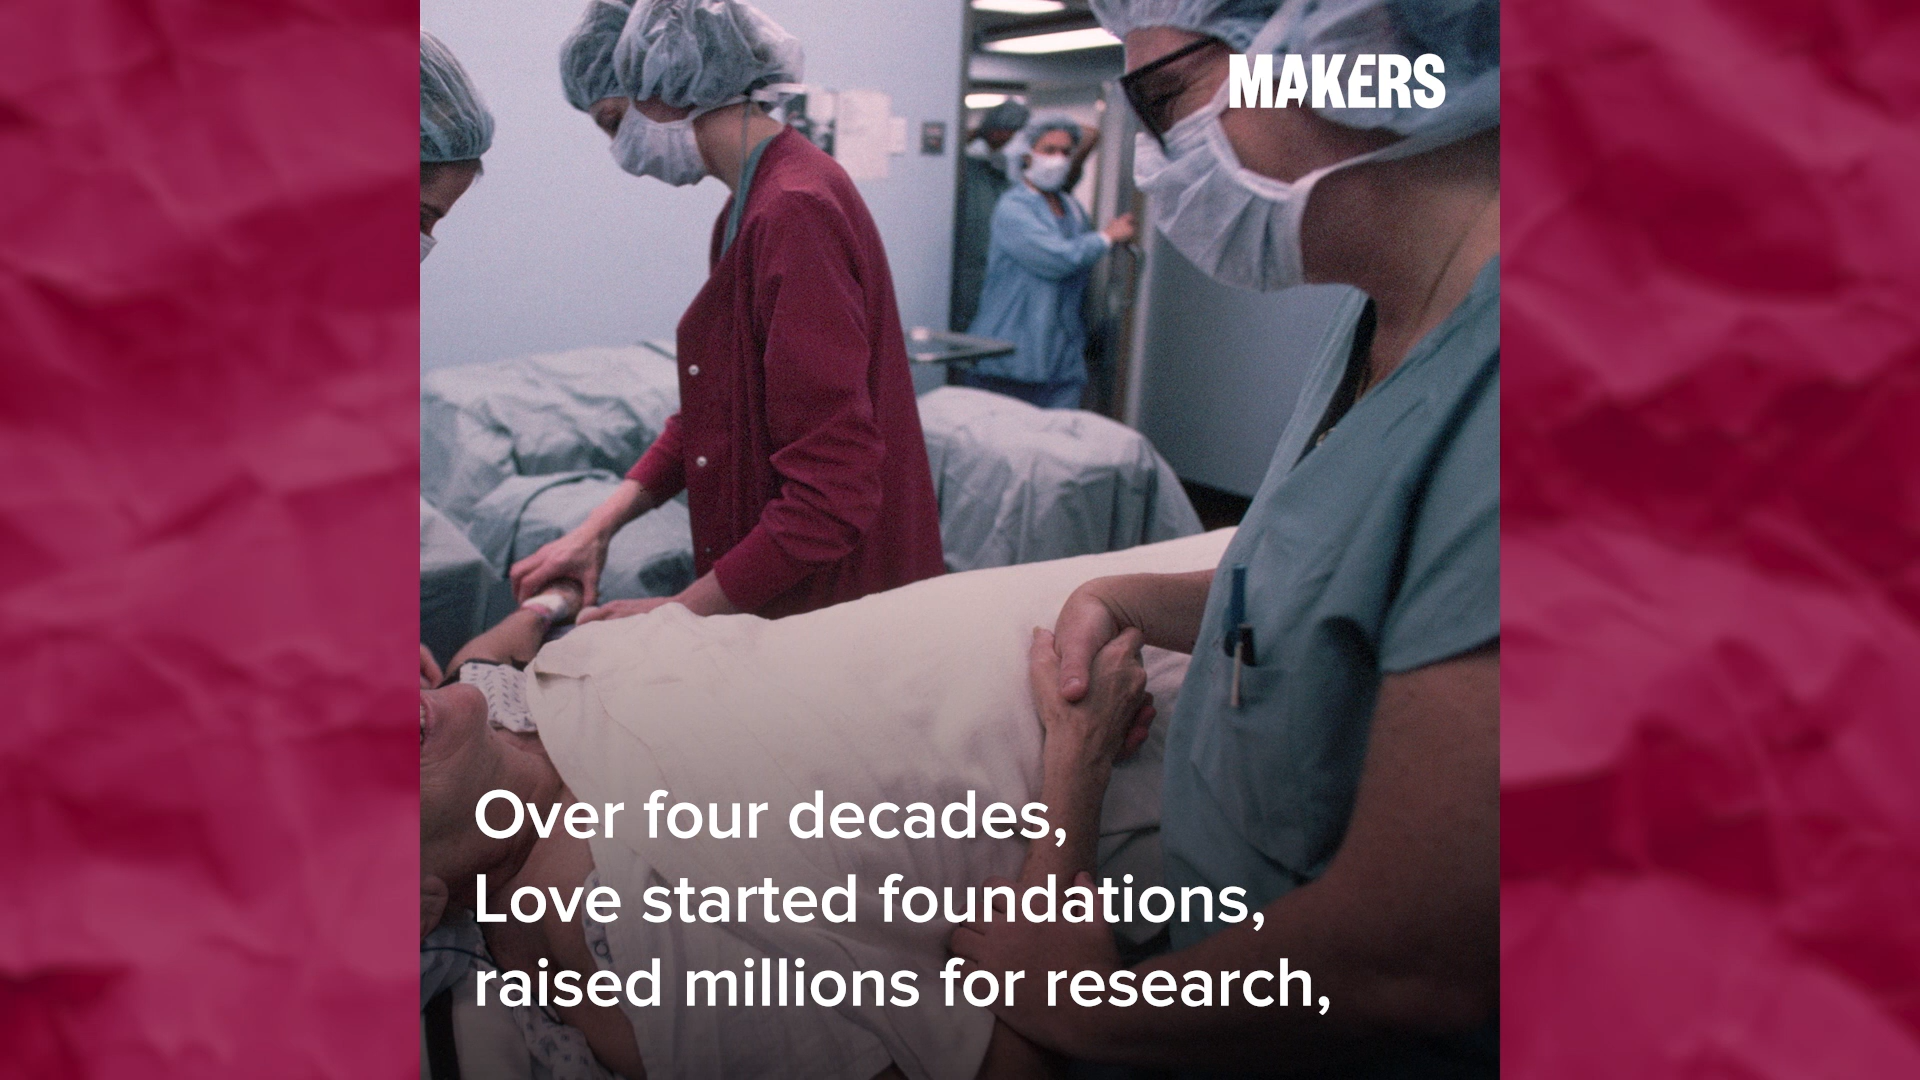 MAKERS
Over four decades,
Love started foundations,
raised millions for research,